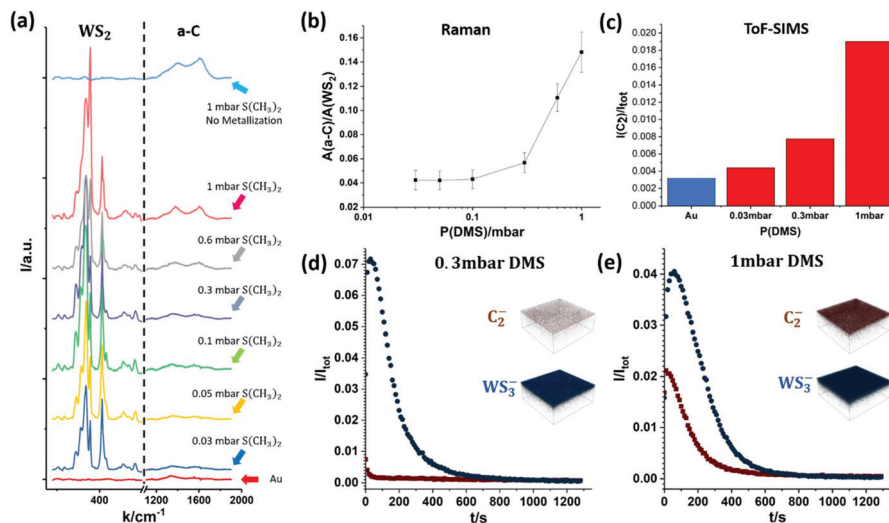 (a)
WS2
a-C
1 mbar S(CH3)2
No Metallization
1 mbar S(CH3)2
0.6 mbar S(CH3)2
0.3 mbar S(CH3)2
0.1 mbar S(CH3)2
0.05 mbar S(CH3)2
0.03 mbar S(CH3)2
Au
I/a.u.
400 1200 1600 2000
k/cm⁻¹
(b)
Raman
A(a-C)/A(WS2)
0.16
0.14
0.12
0.10
0.08
0.06
0.04
0.02
0.01 0.1 1
P(DMS)/mbar
(c)
ToF-SIMS
I(C2)/Itot
0.020
0.018
0.016
0.014
0.012
0.010
0.008
0.006
0.004
0.002
0.000
Au 0.03mbar 0.3mbar 1mbar
P(DMS)
(d)
0.3mbar DMS
C2⁻
WS3⁻
I/Itot
0.07
0.06
0.05
0.04
0.03
0.02
0.01
0.00
0 200 400 600 800 1000 1200
t/s
(e)
1mbar DMS
C2⁻
WS3⁻
I/Itot
0.04
0.03
0.02
0.01
0.00
0 200 400 600 800 1000 1200
t/s